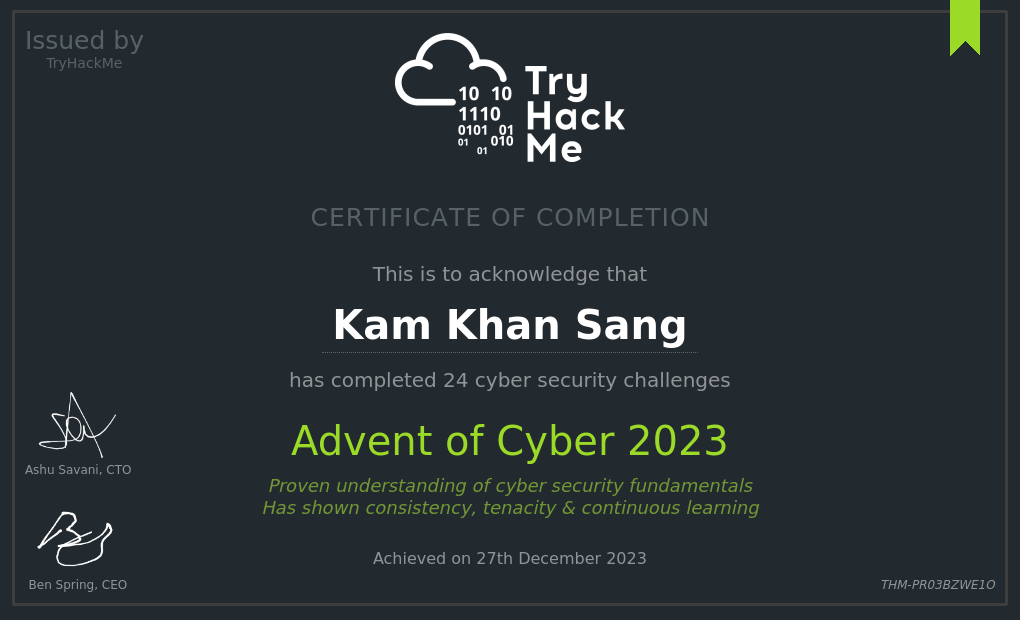 Issued by
TryHackMe
10 10
1110
0101 01
01 010
01
Try
Hack
Me
CERTIFICATE OF COMPLETION
This is to acknowledge that
Kam Khan Sang
has completed 24 cyber security challenges
Advent of Cyber 2023
Proven understanding of cyber security fundamentals
Has shown consistency, tenacity & continuous learning
Achieved on 27th December 2023
Ashu Savani, CTO
Ben Spring, CEO
THM-PR03BZWE1O